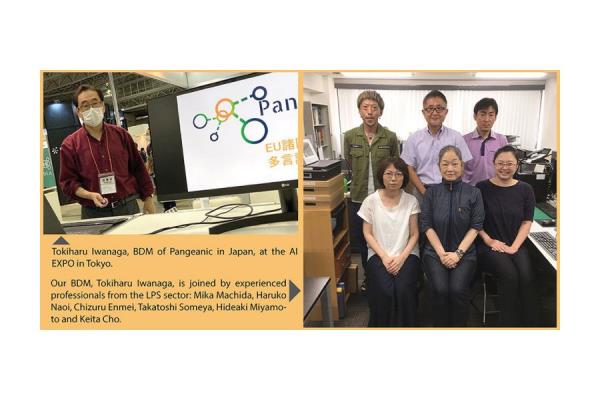 Pan
EU諸
多言
Tokiharu Iwanaga, BDM of Pangeanic in Japan, at the AI
EXPO in Tokyo.
Our BDM, Tokiharu Iwanaga, is joined by experienced
professionals from the LPS sector: Mika Machida, Haruko
Naoi, Chizuru Enmei, Takatoshi Someya, Hideaki Miyamo-
to and Keita Cho.